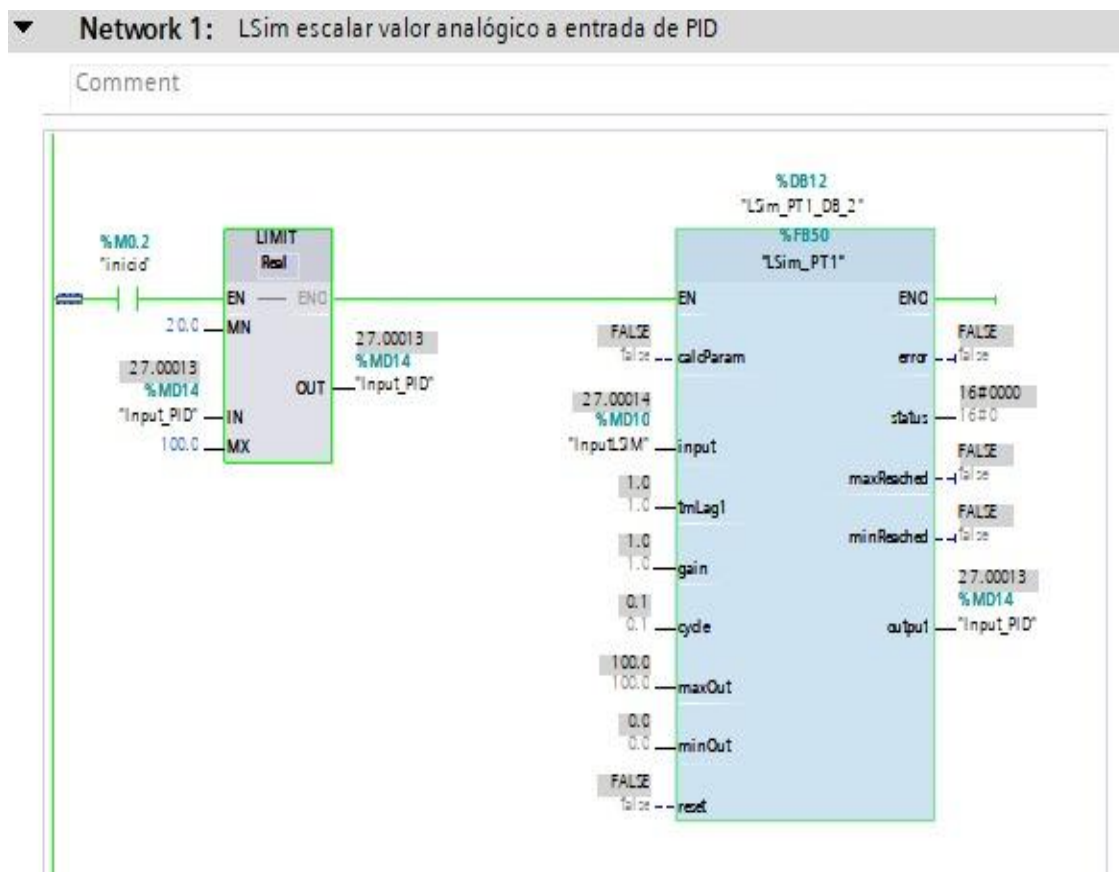 Network 1: LSim escalar valor analógico a entrada de PID
Comment
%DB12
"LSim_PT1_DB_2"
%M0.2
"inicio"
LIMIT
Real
%FB50
"LSim_PT1"
EN
ENO
EN
ENO
20.0
MN
27.00013
%MD14
"Input_PID"
OUT
27.00013
%MD14
"Input_PID"
IN
100.0
MX
FALSE
false
calcParam
FALSE
error
false
27.00014
%MD10
"InputLSIM"
input
16#0000
status
16#0
FALSE
maxReached
false
1.0
1.0
tmLag1
FALSE
minReached
false
1.0
1.0
gain
27.00013
%MD14
output
"Input_PID"
0.1
0.1
cycle
100.0
100.0
maxOut
0.0
0.0
minOut
FALSE
false
reset